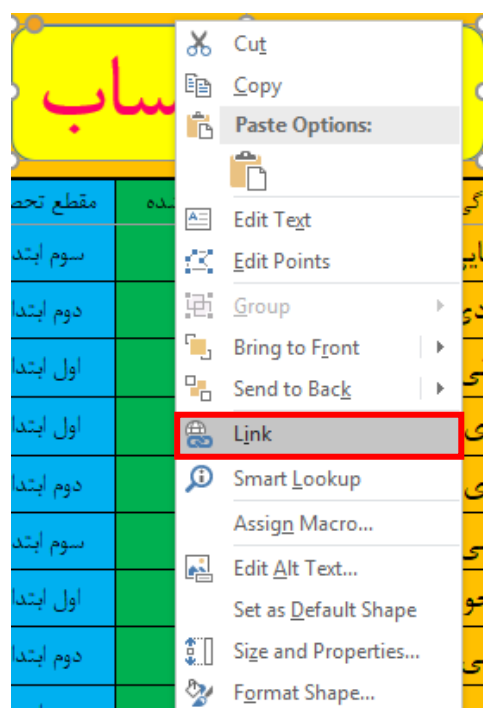 Cut
Copy
Paste Options:
Edit Text
Edit Points
Group
Bring to Front
Send to Back
Link
Smart Lookup
Assign Macro...
Edit Alt Text...
Set as Default Shape
Size and Properties...
Format Shape...
ساب
مقطع تحص
سوم ابتدا
دوم ابتدا
اول ابتدا
اول ابتدا
دوم ابتدا
سوم ابتدا
اول ابتدا
دوم ابتدا